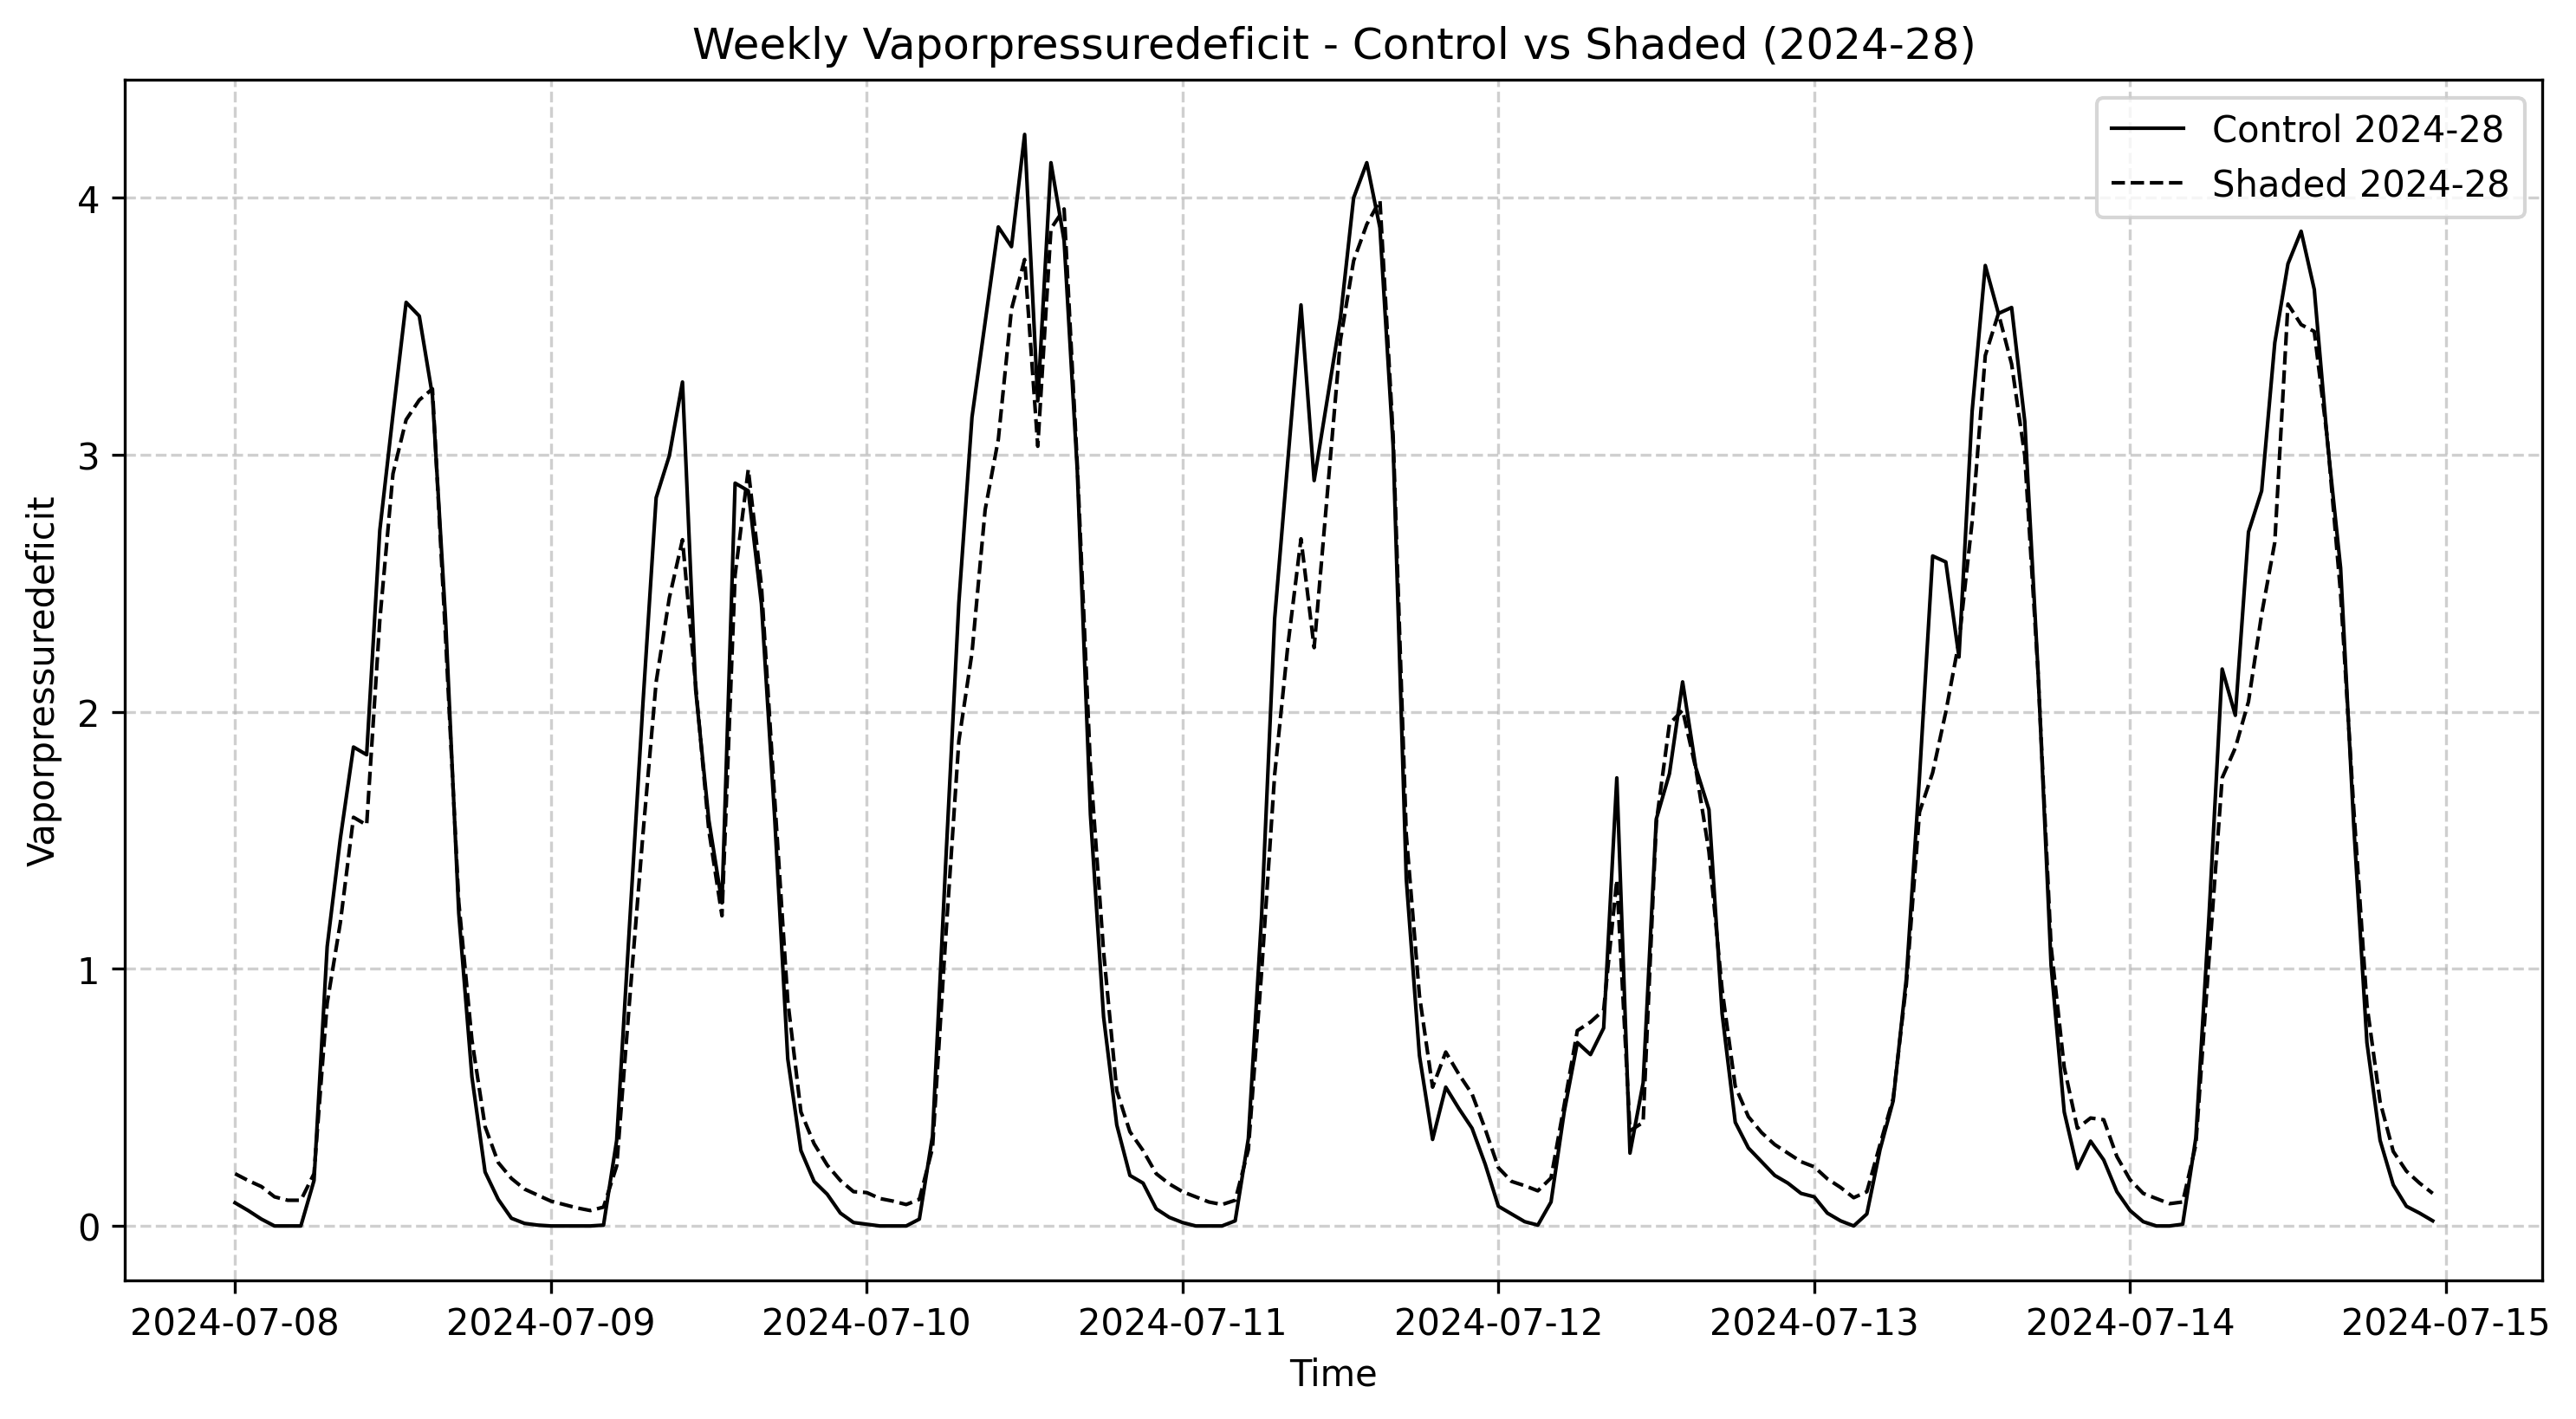 Weekly Vaporpressuredeficit - Control vs Shaded (2024-28)
Control 2024-28
Shaded 2024-28
Vaporpressuredeficit
4
3
2
1
0
2024-07-08
2024-07-09
2024-07-10
2024-07-11
2024-07-12
2024-07-13
2024-07-14
2024-07-15
Time